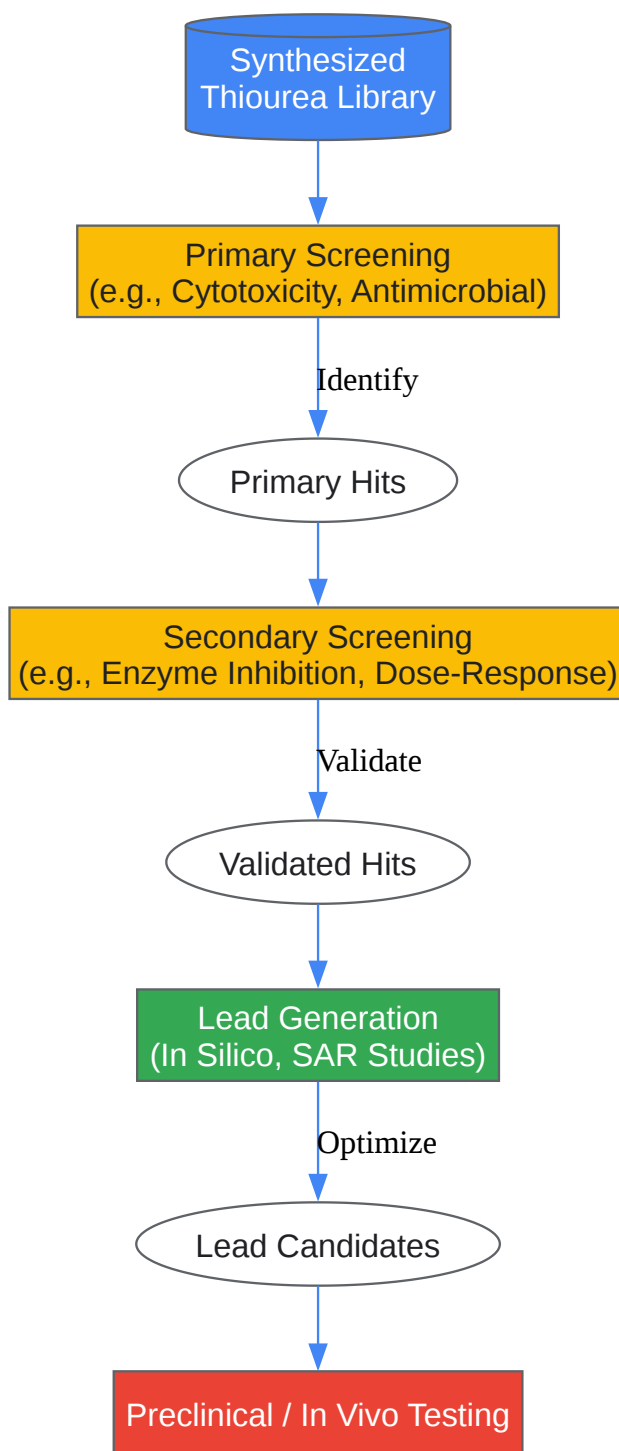 Synthesized
Thiourea Library
Primary Screening
(e.g., Cytotoxicity, Antimicrobial)
Identify
Primary Hits
Secondary Screening
(e.g., Enzyme Inhibition, Dose-Response)
Validate
Validated Hits
Lead Generation
(In Silico, SAR Studies)
Optimize
Lead Candidates
Preclinical / In Vivo Testing